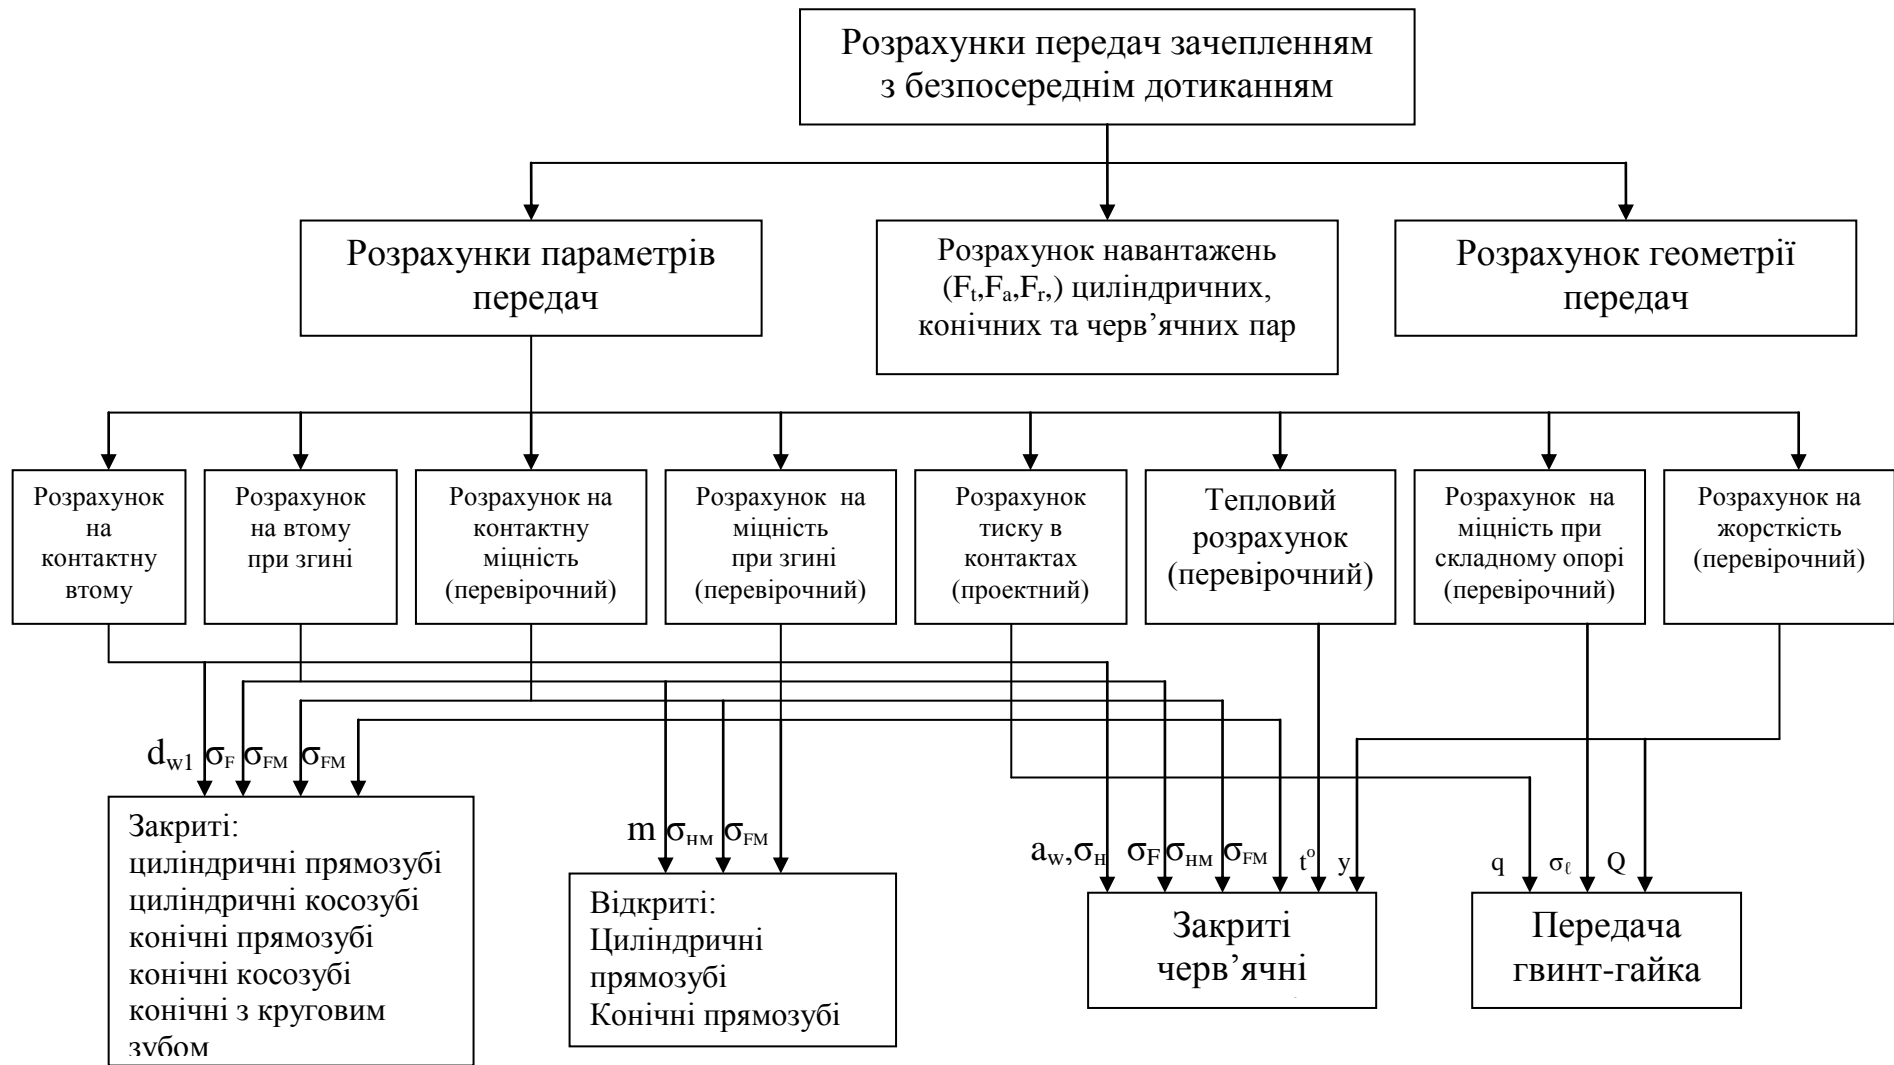 Розрахунки передач зачепленням
з безпосереднім дотиканням
Розрахунки параметрів
передач
Розрахунок навантажень
(Ft,Fa,Fr,) циліндричних,
конічних та черв’ячних пар
Розрахунок геометрії
передач
Розрахунок
на
контактну
втому
Розрахунок
на втому
при згині
Розрахунок на
контактну
міцність
(перевірочний)
Розрахунок на
міцність
при згині
(перевірочний)
Розрахунок
тиску в
контактах
(проектний)
Тепловий
розрахунок
(перевірочний)
Розрахунок на
міцність при
складному опорі
(перевірочний)
Розрахунок на
жорсткість
(перевірочний)
dw1 σF σFM σFM
m σHM σFM
aw,σH σF σHM σFM to y
q σℓ Q
Закриті:
циліндричні прямозубі
циліндричні косозубі
конічні прямозубі
конічні косозубі
конічні з круговим
зубом
Відкриті:
Циліндричні
прямозубі
Конічні прямозубі
Закриті
черв’ячні
Передача
гвинт-гайка